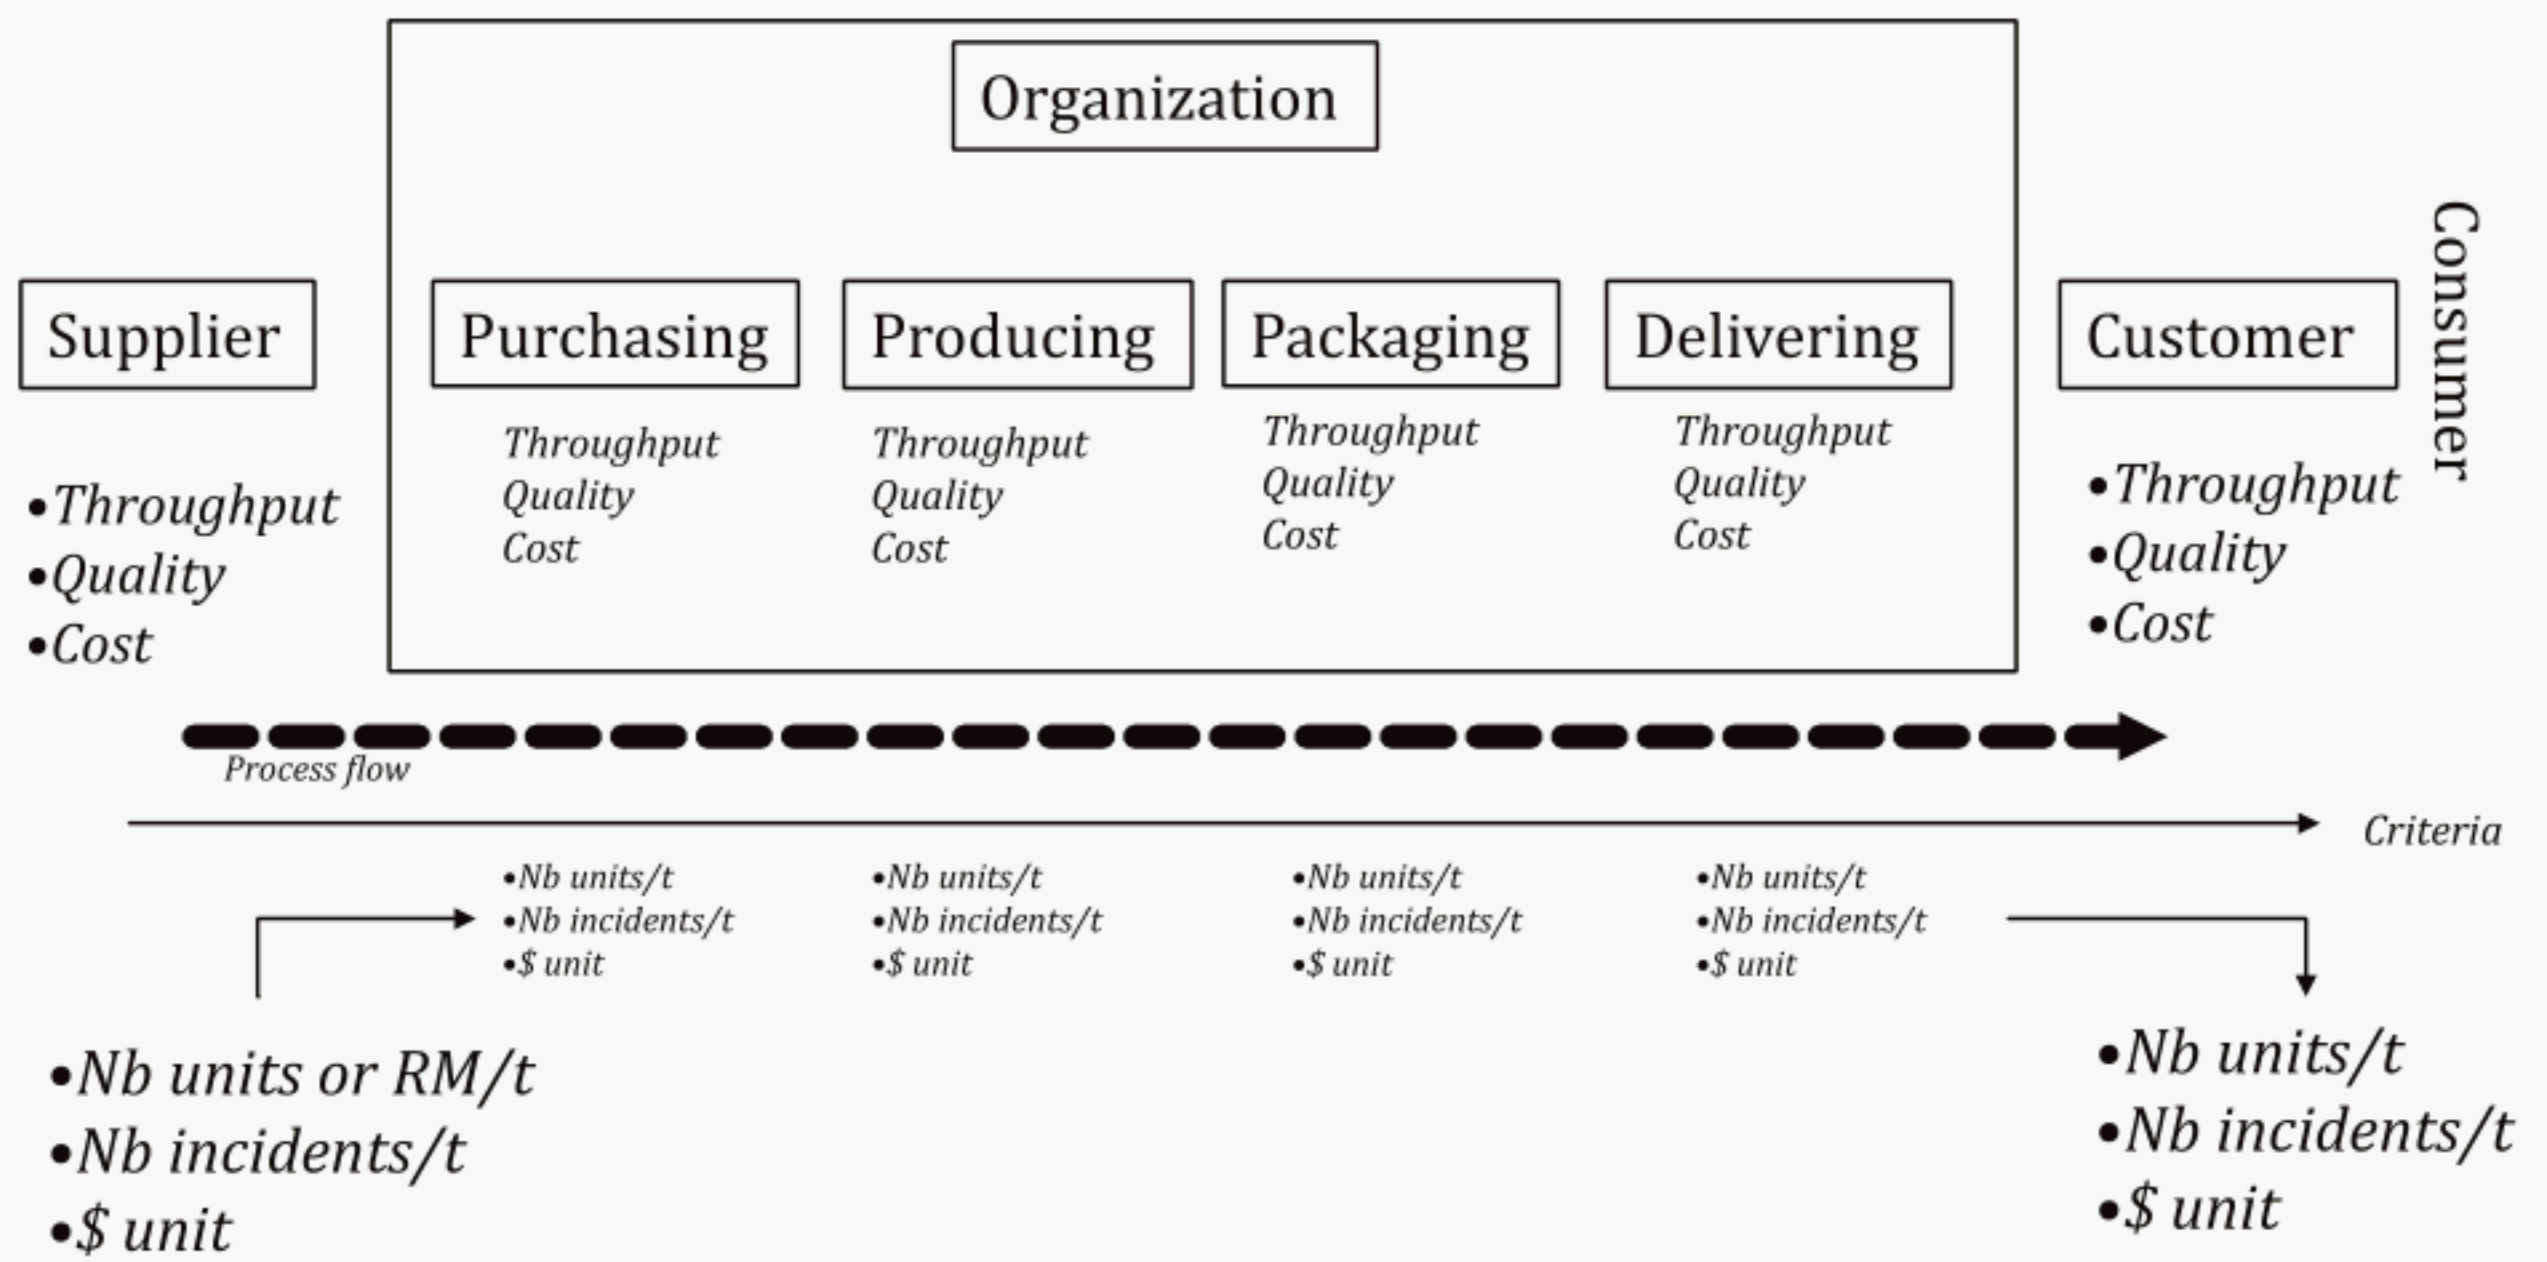 Organization
Consumer
Supplier
Purchasing
Producing
Packaging
Delivering
Customer
•Throughput
•Quality
•Cost
Throughput
Quality
Cost
Throughput
Quality
Cost
Throughput
Quality
Cost
Throughput
Quality
Cost
•Throughput
•Quality
•Cost
Process flow
Criteria
•Nb units/t
•Nb incidents/t
•$ unit
•Nb units/t
•Nb incidents/t
•$ unit
•Nb units/t
•Nb incidents/t
•$ unit
•Nb units/t
•Nb incidents/t
•$ unit
•Nb units or RM/t
•Nb incidents/t
•$ unit
•Nb units/t
•Nb incidents/t
•$ unit